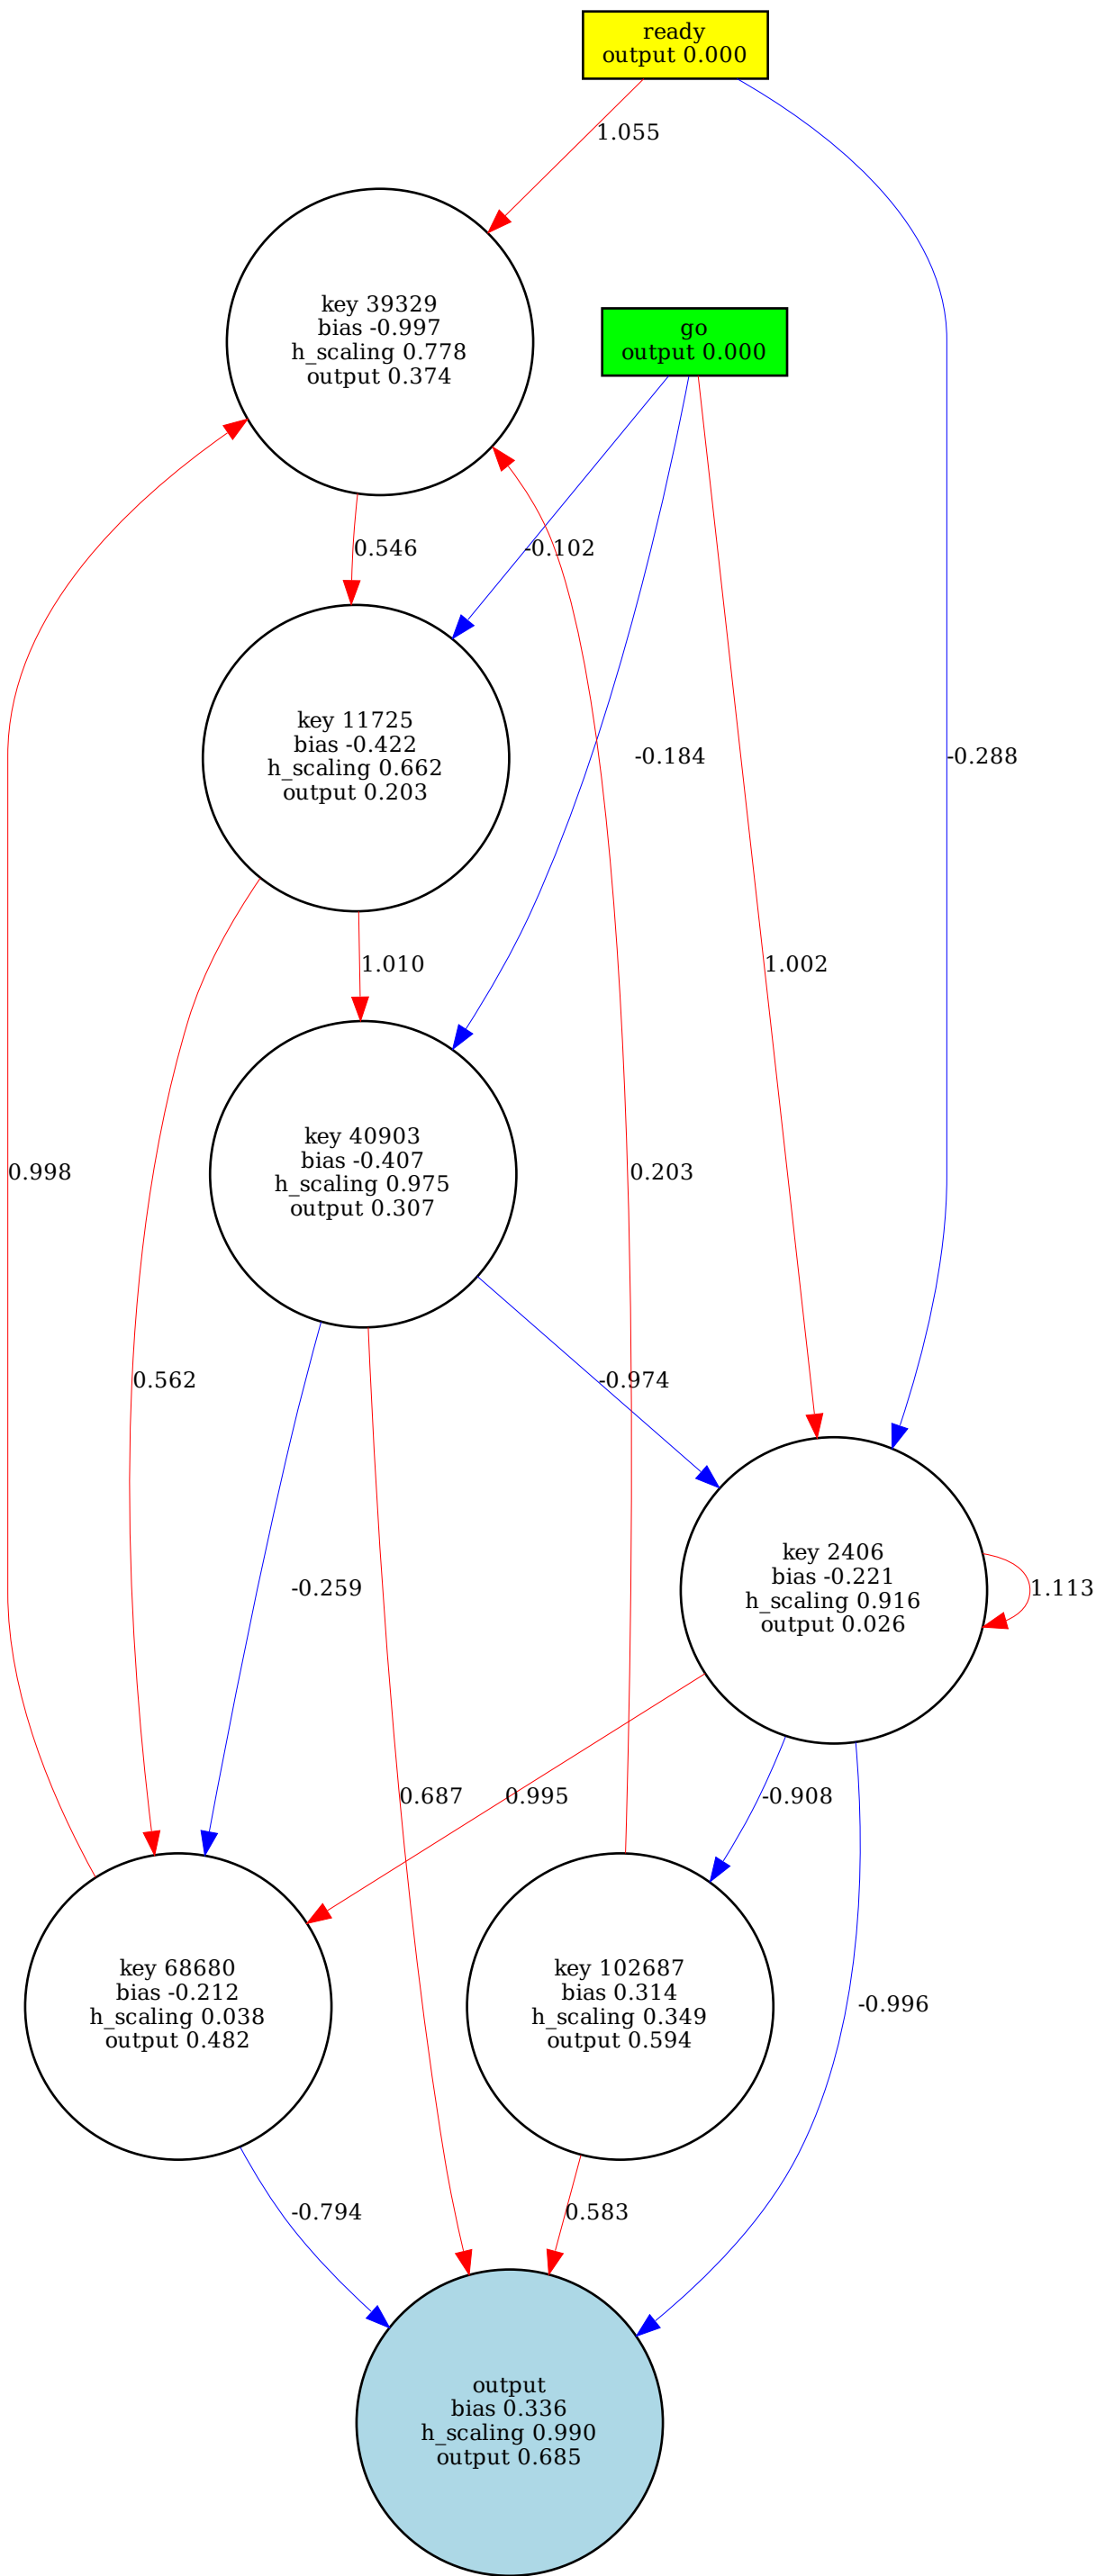 ready
output 0.000
1.055
key 39329
bias -0.997
h_scaling 0.778
output 0.374
go
output 0.000
0.546
-0.102
key 11725
bias -0.422
h_scaling 0.662
output 0.203
-0.184
-0.288
1.010
1.002
key 40903
bias -0.407
h_scaling 0.975
output 0.307
0.998
0.203
0.562
-0.974
key 2406
bias -0.221
h_scaling 0.916
output 0.026
-0.259
1.113
0.687
0.995
-0.908
key 68680
bias -0.212
h_scaling 0.038
output 0.482
key 102687
bias 0.314
h_scaling 0.349
output 0.594
-0.996
-0.794
0.583
output
bias 0.336
h_scaling 0.990
output 0.685